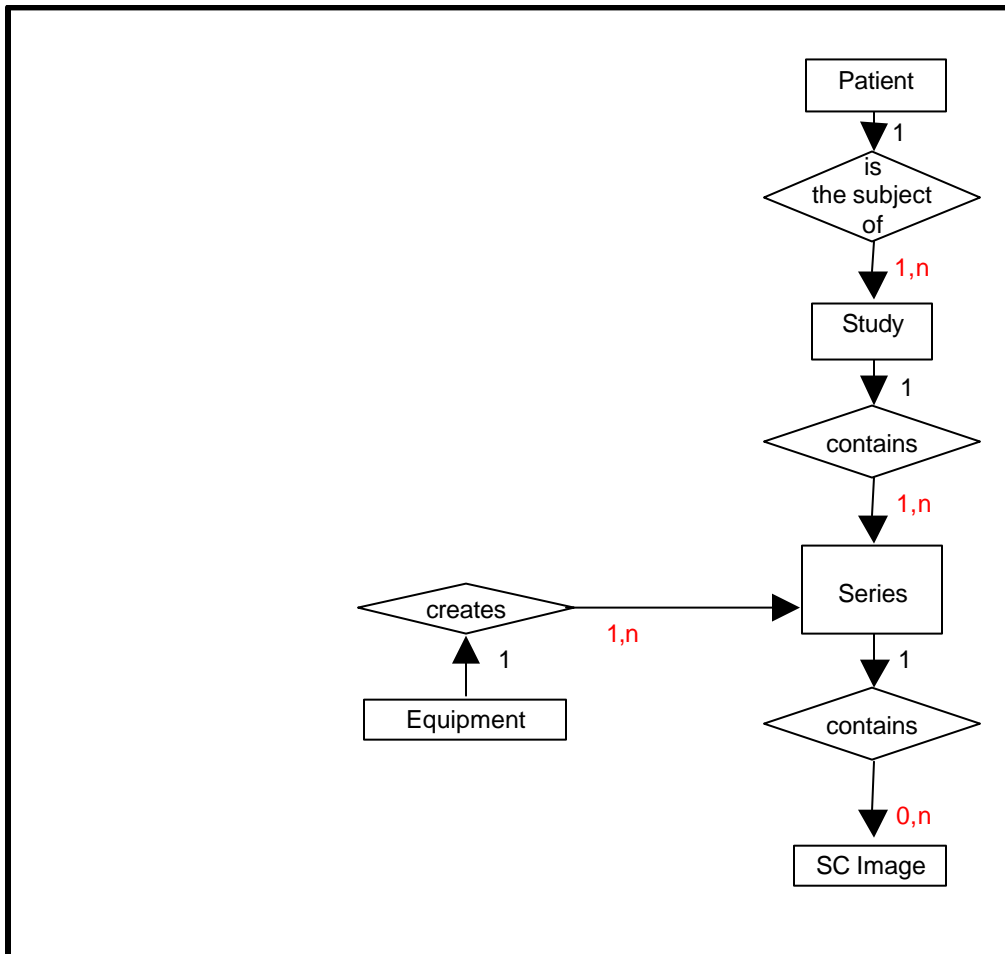 Patient
1
is
the subject
of
1,n
Study
1
contains
1,n
Series
creates
1,n
1
Equipment
1
contains
0,n
SC Image